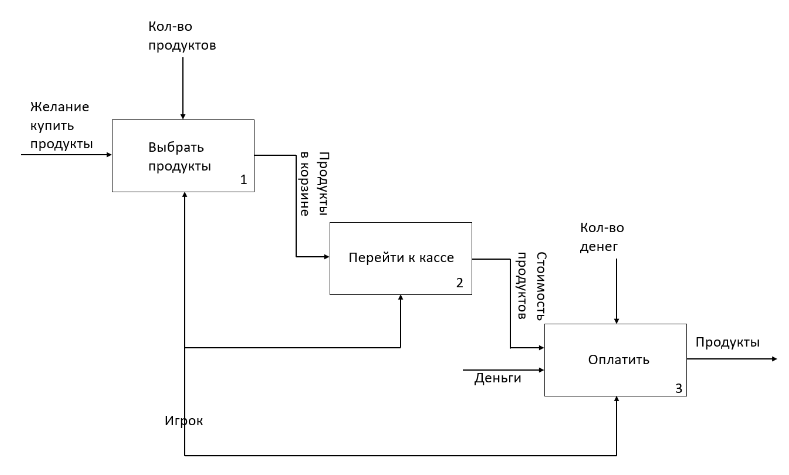 Кол-во
продуктов
Желание
купить
продукты
Выбрать
продукты
1
Продукты
в корзине
Перейти к кассе
2
Кол-во
денег
Стоимость
продуктов
Оплатить
3
Продукты
Деньги
Игрок